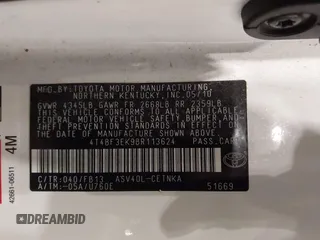 MFD.BY:TOYOTA MOTOR MANUFACTURING
NORTHERN KENTUCKY,INC.05/10
GVWR 4345LB GAWR FR 2668LB RR 2359LB
THIS VEHICLE CONFORMS TO ALL APPLICABLE
FEDERAL MOTOR VEHICLE SAFETY, BUMPER, AND
THEFT PREVENTION STANDARDS IN EFFECT ON
THE DATE OF MANUFACTURE SHOWN ABOVE.
4T4BF3EK9BR113624 PASS.CAR
C/TR:040/FB13 ASV40L-CETNKA
A/TM:-05A/U760E 51669
TOYOTA
4M
42661-06511
DREAMBID